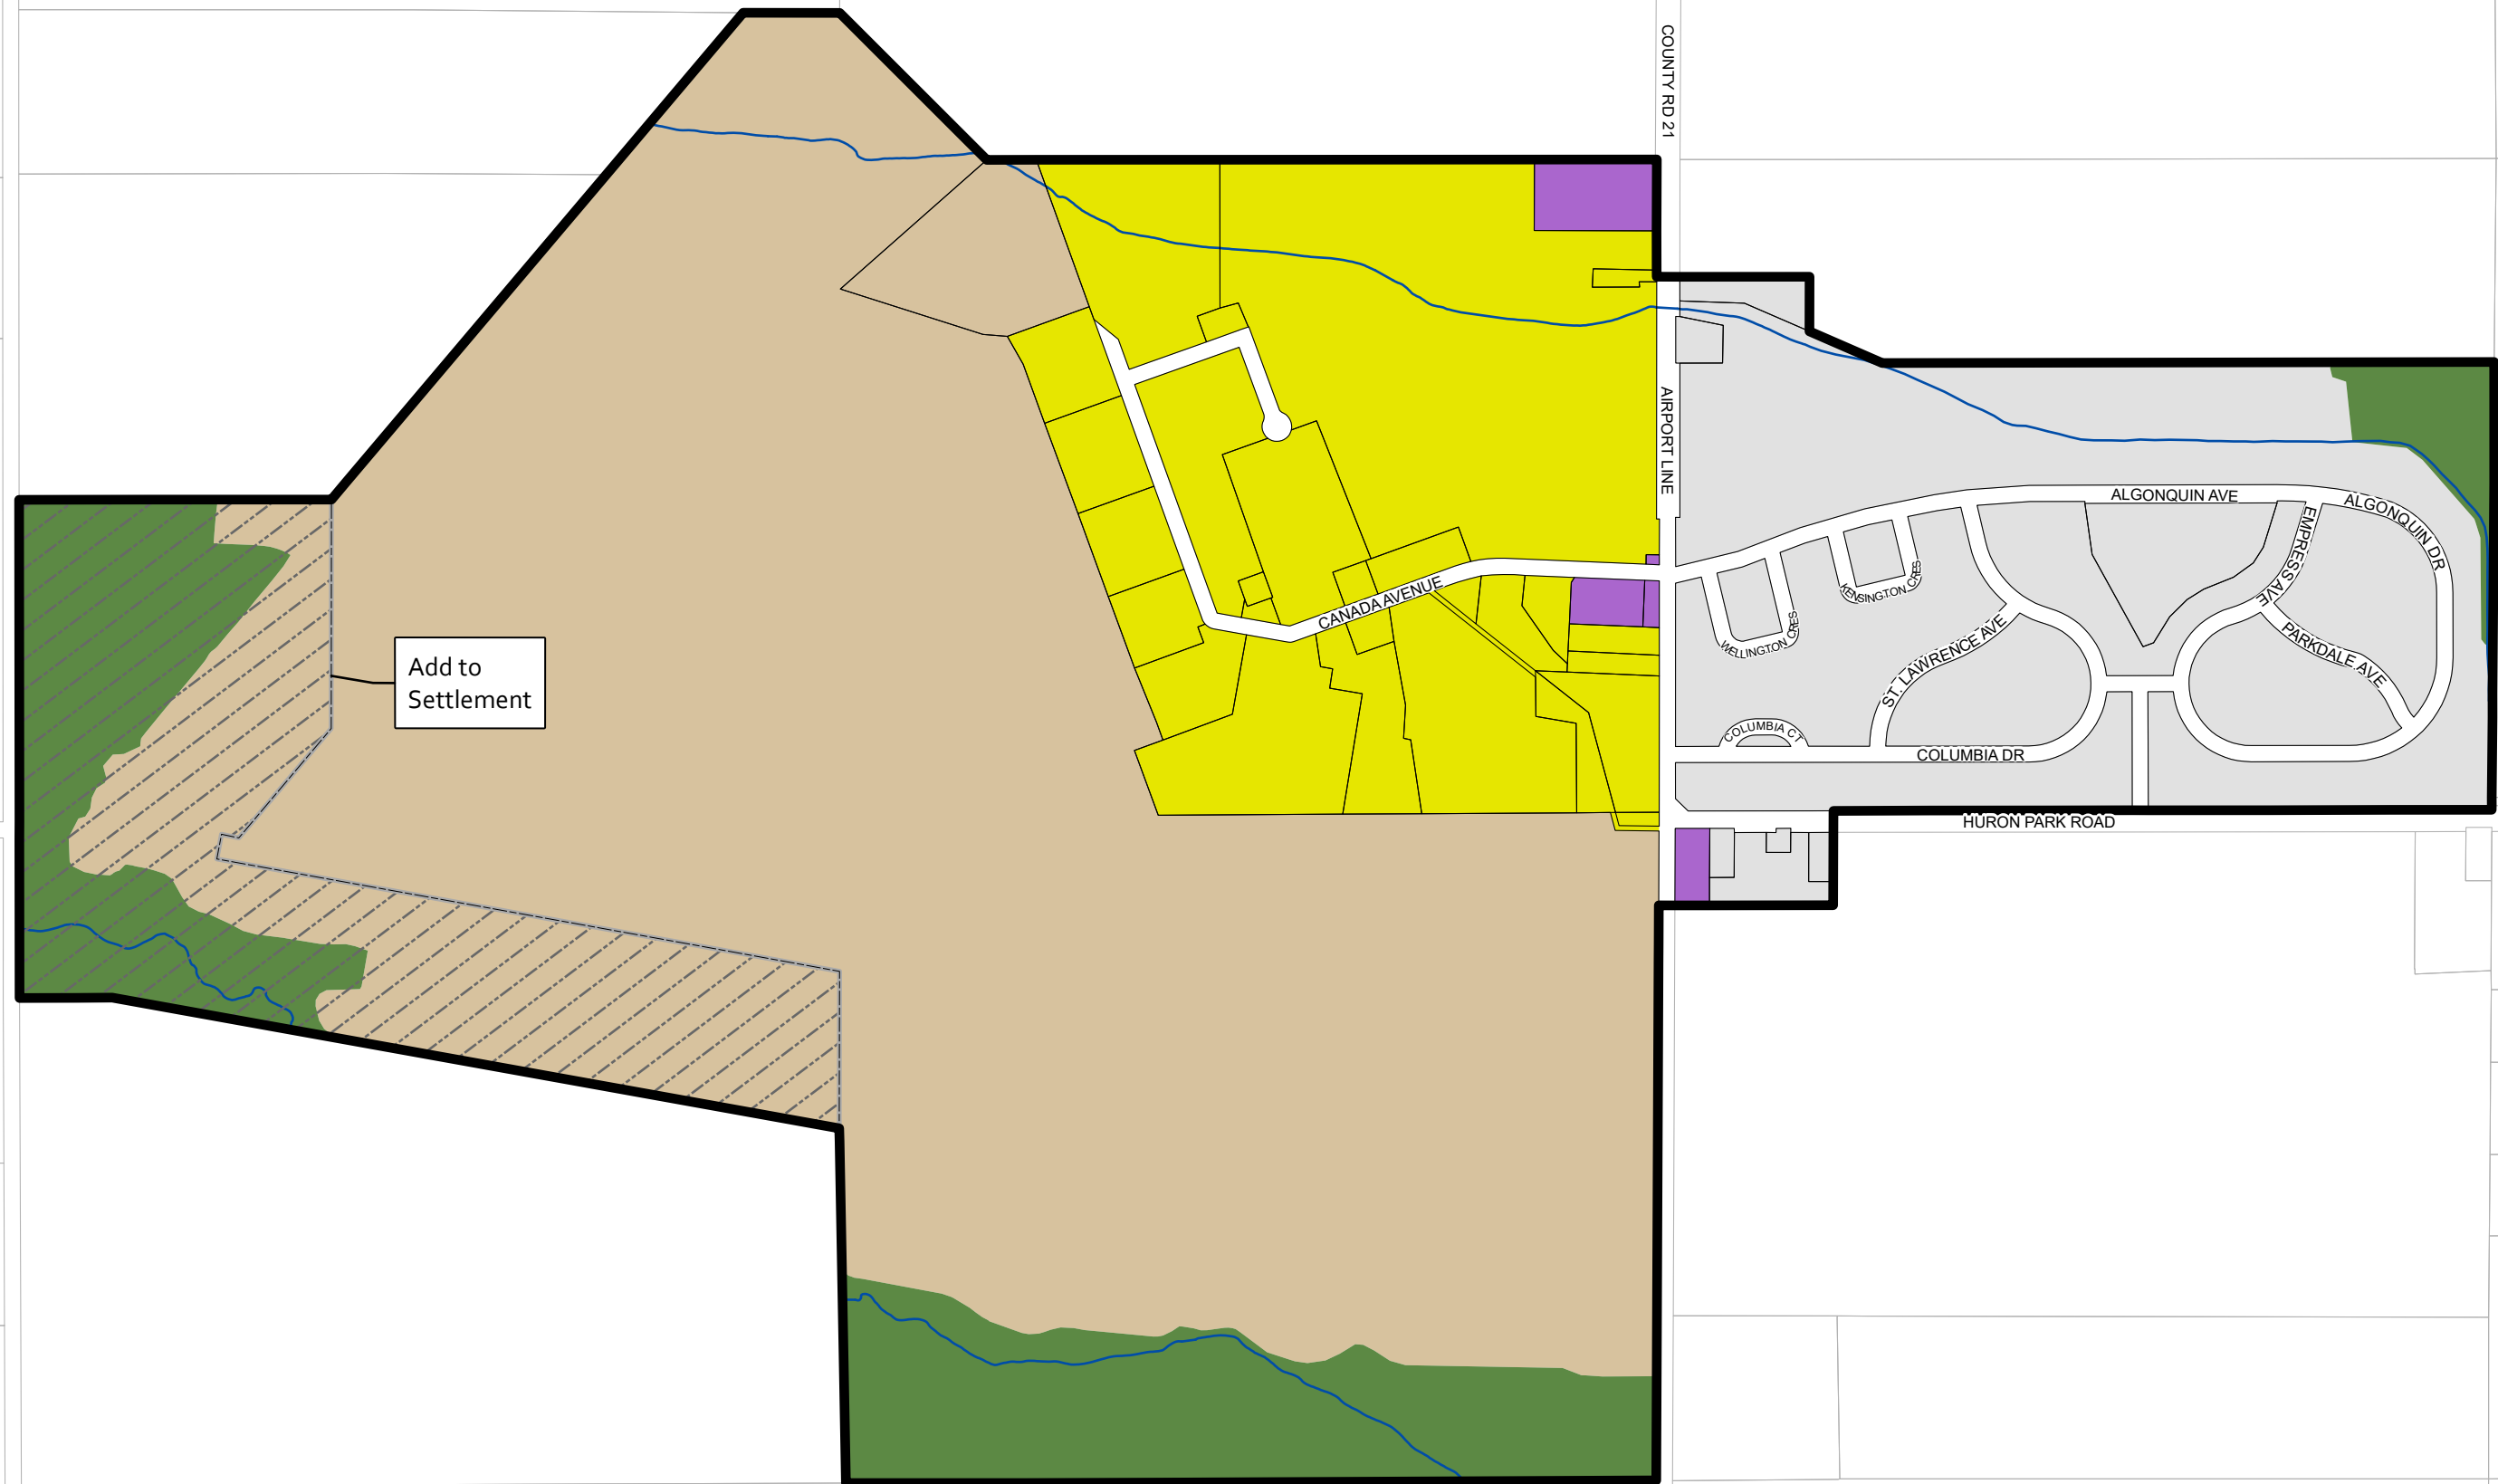 COUNTY RD 21
AIRPORT LINE
ALGONQUIN AVE
ALGONQUIN DR
EMPRESS AVE
KENSINGTON CRES
WELLINGTON CRES
CANADA AVENUE
ST. LAWRENCE AVE
PARKDALE AVE
Add to
Settlement
COLUMBIA CT
COLUMBIA DR
HURON PARK ROAD